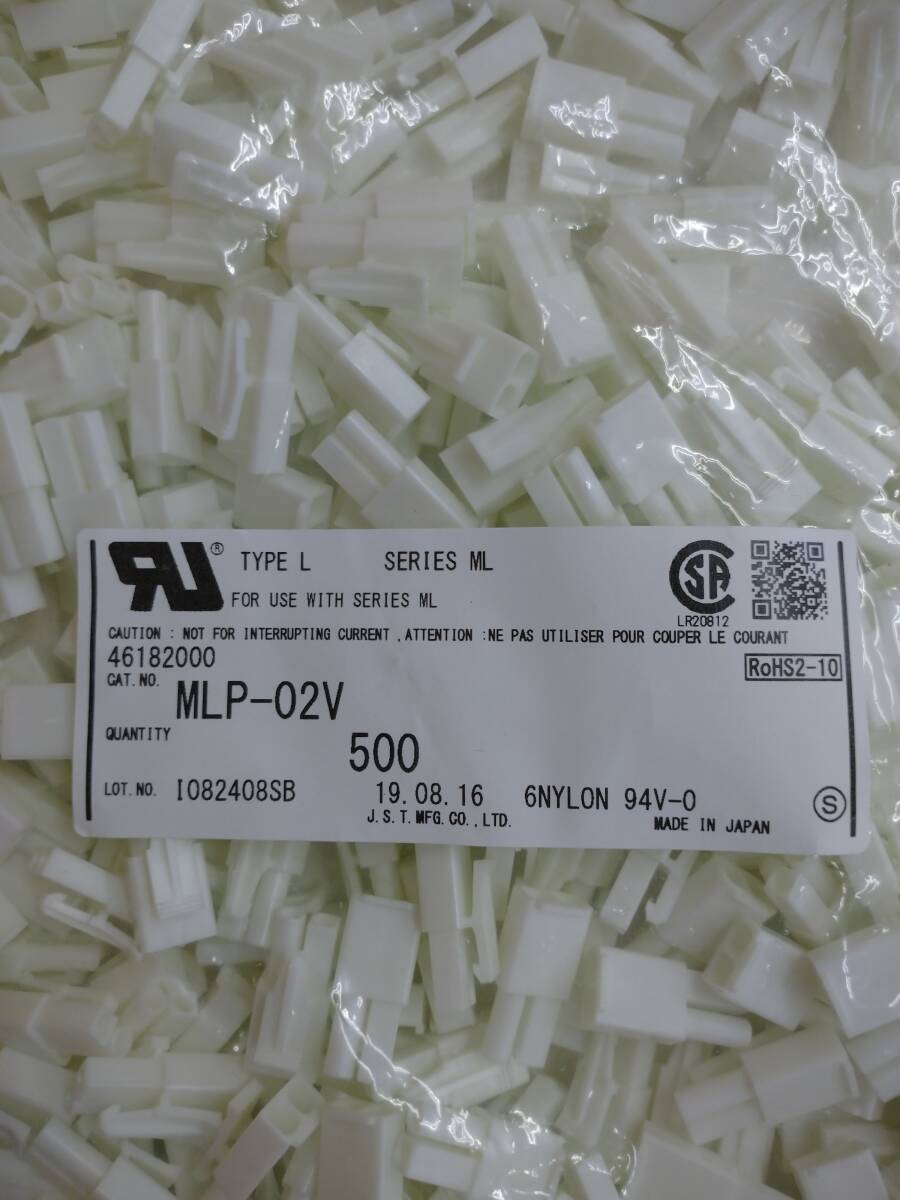 RU® TYPE L SERIES ML
FOR USE WITH SERIES ML
SA
LR20812
CAUTION : NOT FOR INTERRUPTING CURRENT ,ATTENTION :NE PAS UTILISER POUR COUPER LE COURANT
46182000
RoHS2-10
CAT.NO. MLP-02V
QUANTITY 500
LOT.NO. I082408SB 19.08.16 6NYLON 94V-0 S
J.S.T.MFG.CO.,LTD. MADE IN JAPAN